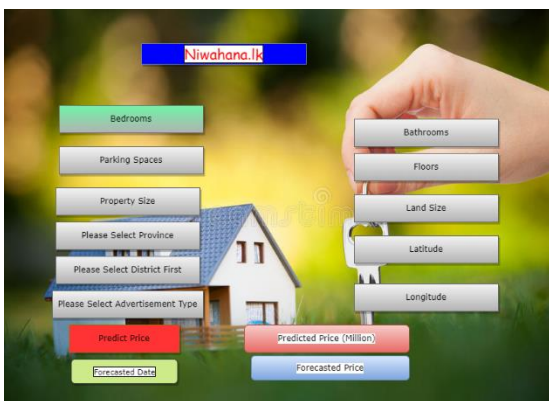 Niwahana.lk
Bedrooms
Bathrooms
Parking Spaces
Floors
Property Size
Land Size
Please Select Province
Latitude
Please Select District First
Longitude
Please Select Advertisement Type
Predict Price
Predicted Price (Million)
Forecasted Date
Forecasted Price